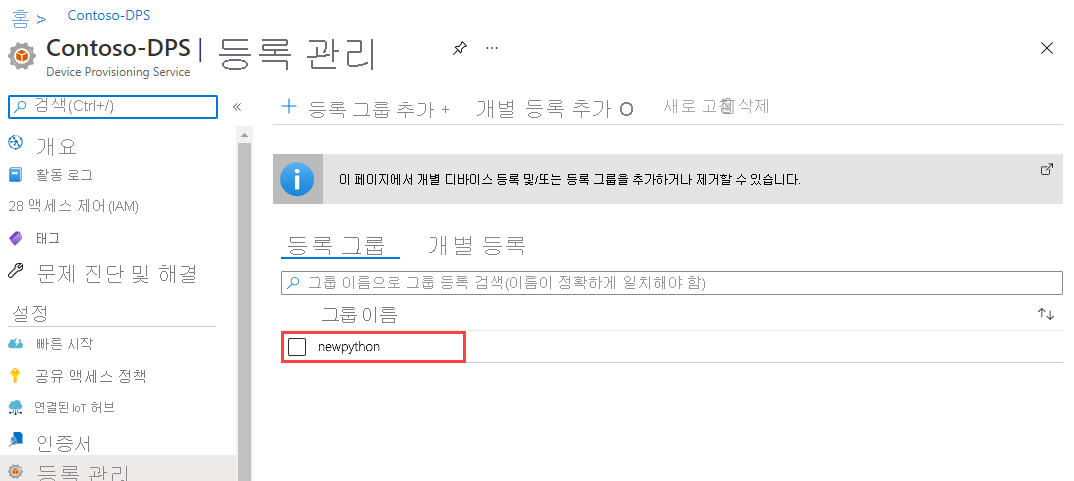 홈 > Contoso-DPS
Contoso-DPS | 등록 관리 ...
Device Provisioning Service
검색(Ctrl+/)
개요
활동 로그
28 액세스 제어(IAM)
태그
문제 진단 및 해결
설정
빠른 시작
공유 액세스 정책
연결된 IoT 허브
인증서
등록 관리
+ 등록 그룹 추가 + 개별 등록 추가 O 새로 고침 삭제
이 페이지에서 개별 디바이스 등록 및/또는 등록 그룹을 추가하거나 제거할 수 있습니다.
등록 그룹 개별 등록
그룹 이름으로 그룹 등록 검색(이름이 정확하게 일치해야 함)
그룹 이름
newpython